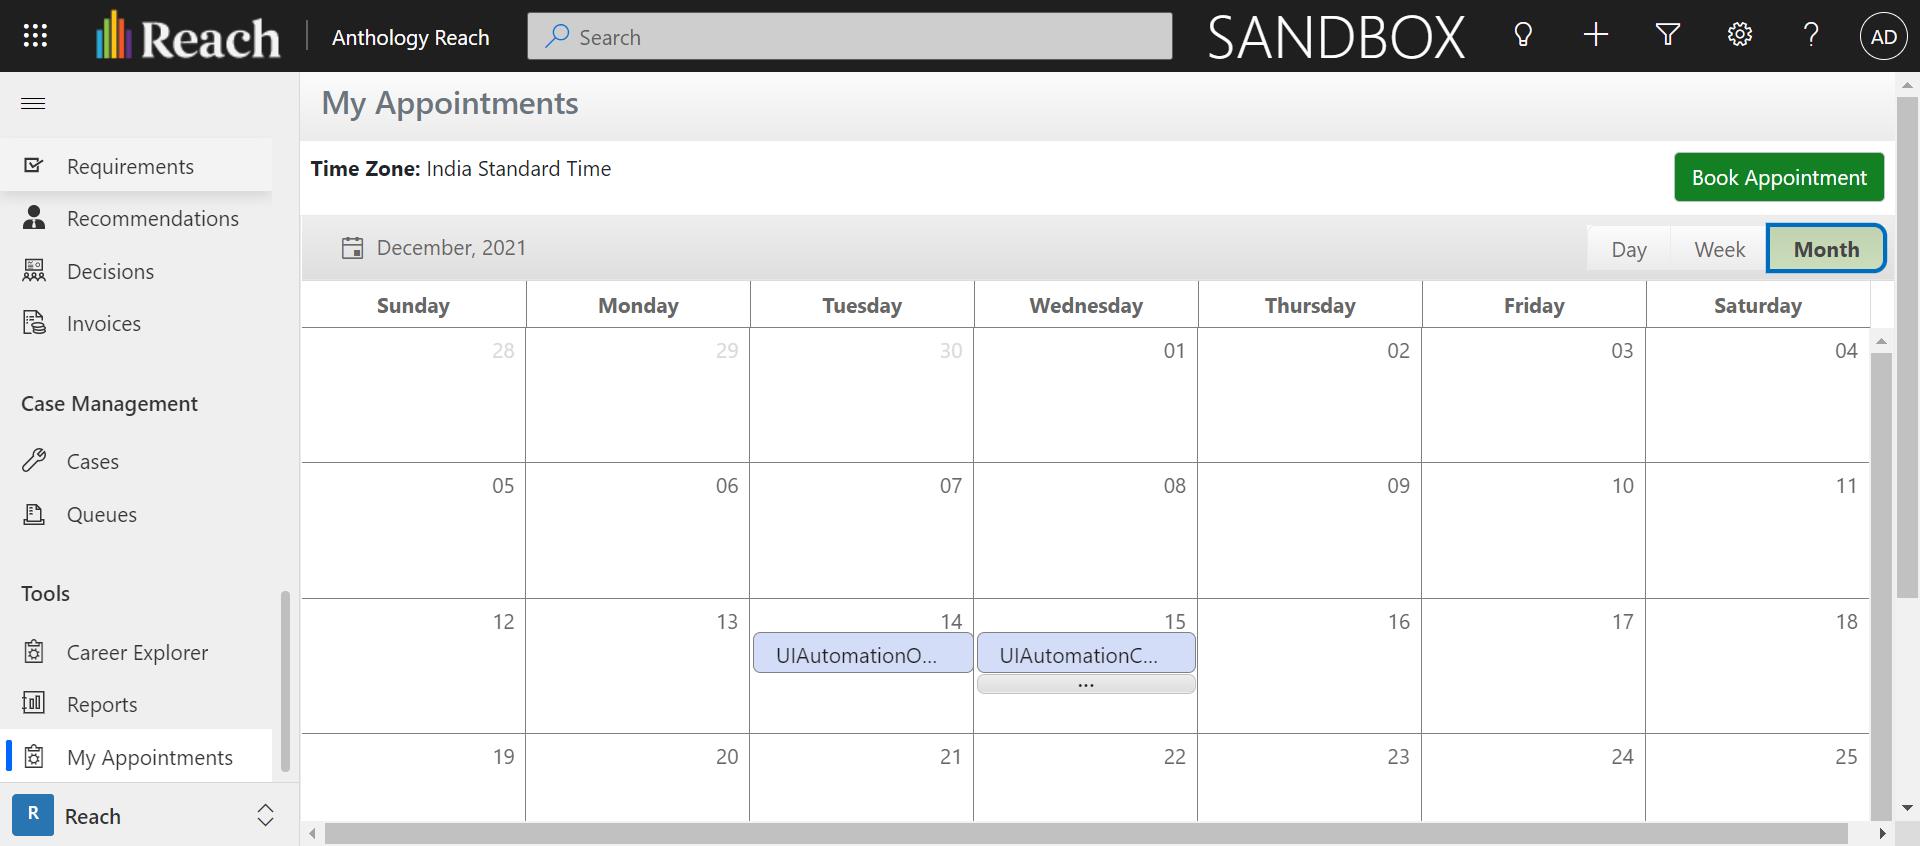 Reach
Anthology Reach
Search
SANDBOX
AD
Requirements
Recommendations
Decisions
Invoices
Case Management
Cases
Queues
Tools
Career Explorer
Reports
My Appointments
R
Reach
My Appointments
Time Zone: India Standard Time
Book Appointment
December, 2021
Day
Week
Month
Sunday Monday Tuesday Wednesday Thursday Friday Saturday
28 29 30 01 02 03 04
05 06 07 08 09 10 11
12 13 14 15 16 17 18
UIAutomationO... UIAutomationC...
...
19 20 21 22 23 24 25